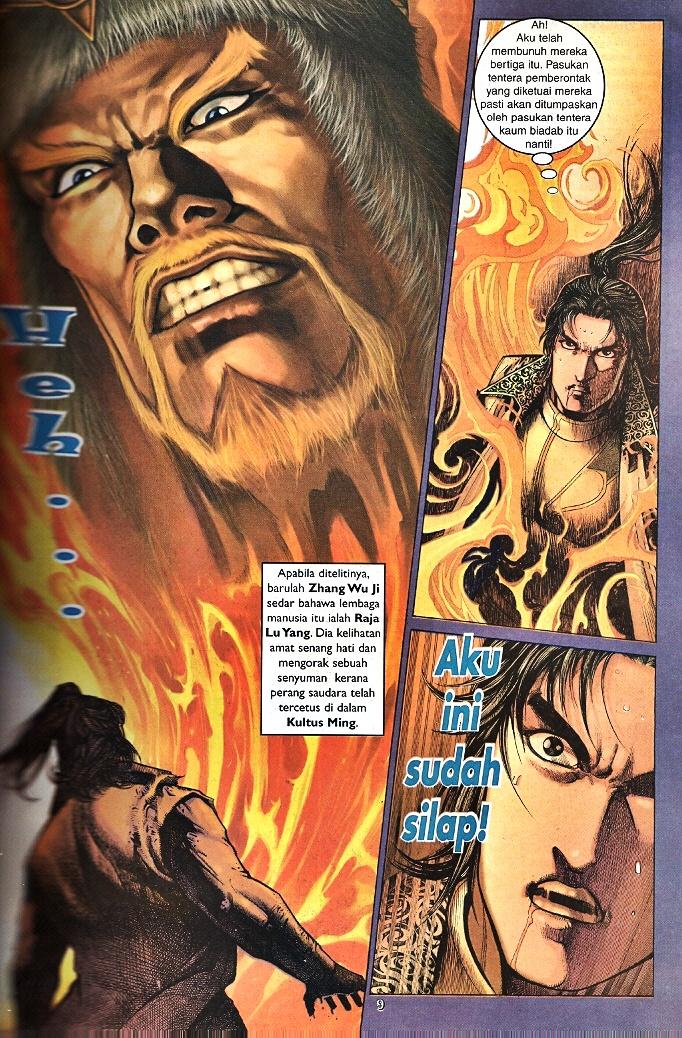 Heh...
Apabila ditelitinya,
barulah Zhang Wu Ji
sedar bahawa lembaga
manusia itu ialah Raja
Lu Yang. Dia kelihatan
amat senang hati dan
mengorak sebuah
senyuman kerana
perang saudara telah
tercetus di dalam
Kultus Ming.
Ah!
Aku telah
membunuh mereka
bertiga itu. Pasukan
tentera pemberontak
yang diketuai mereka
pasti akan ditumpaskan
oleh pasukan tentera
kaum biadab itu
nanti!
Aku
ini
sudah
silap!
9